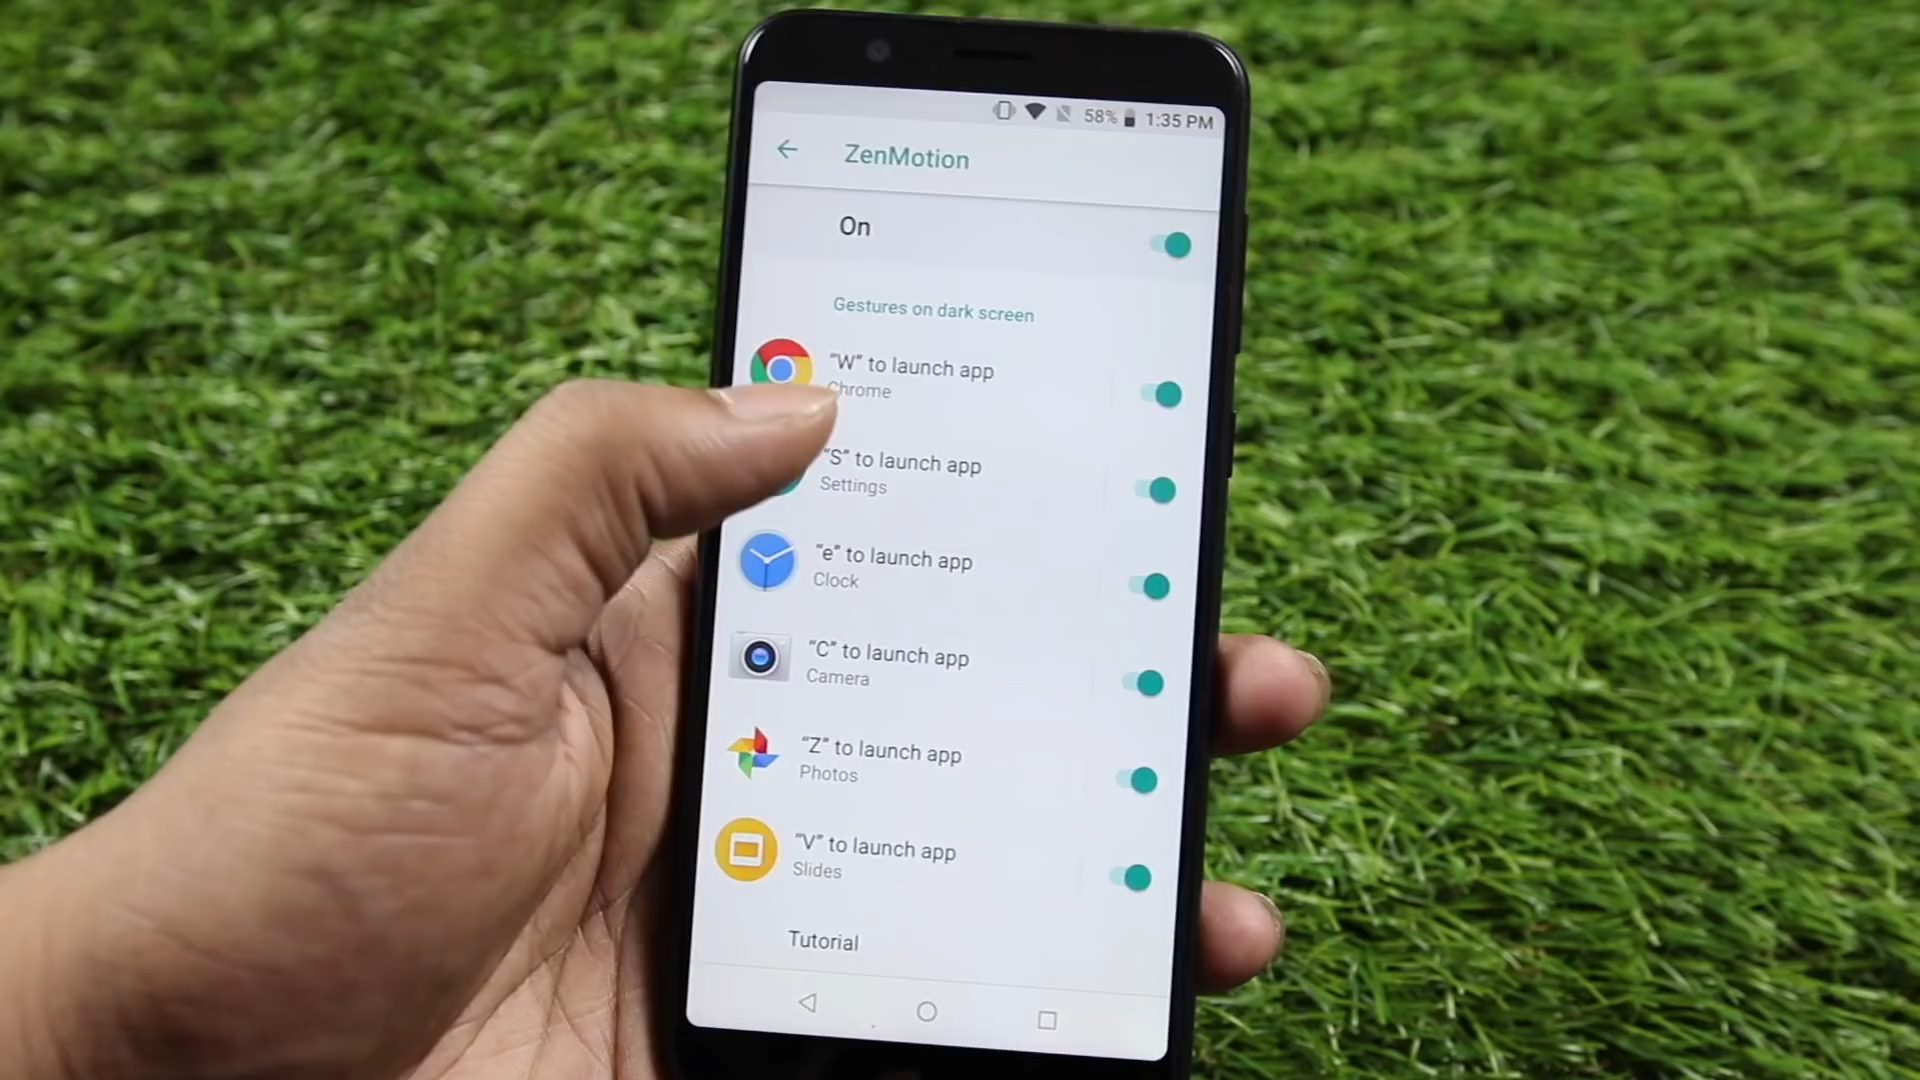 58% 1:35 PM
ZenMotion
On
Gestures on dark screen
“W” to launch app
Chrome
“S” to launch app
Settings
“e” to launch app
Clock
“C” to launch app
Camera
“Z” to launch app
Photos
“V” to launch app
Slides
Tutorial